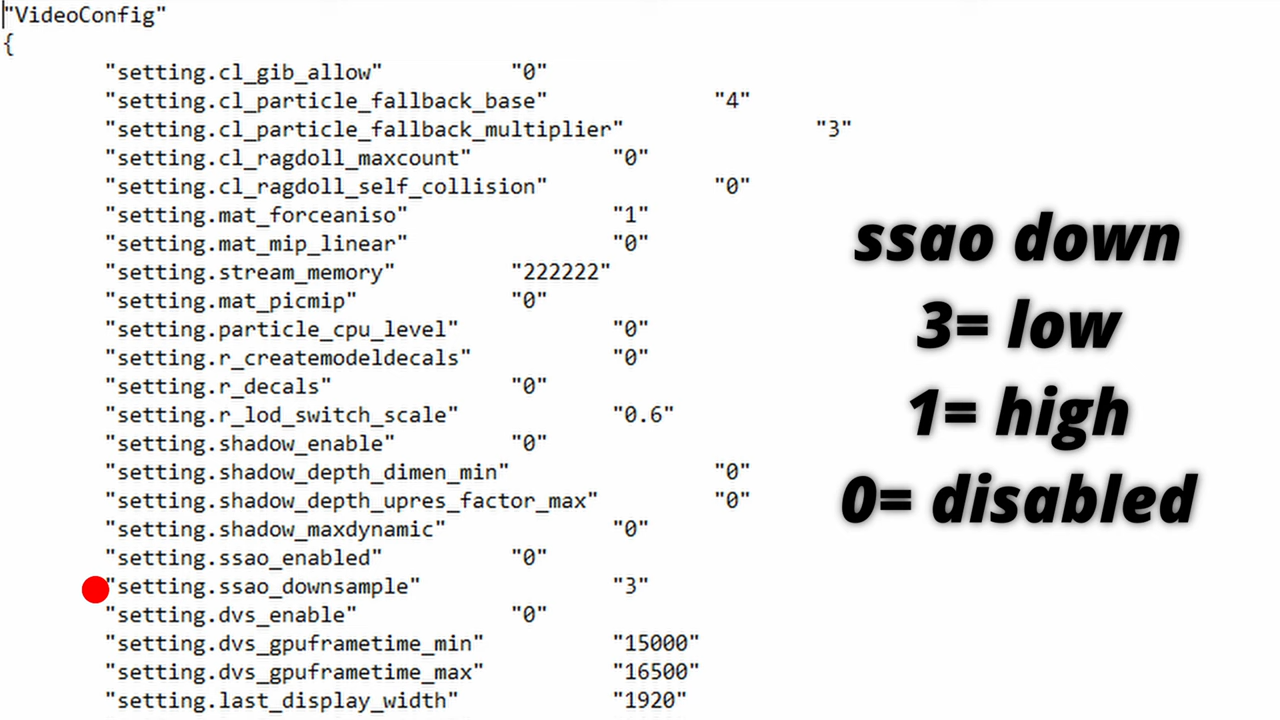 "VideoConfig"
{
"setting.cl_gib_allow" "0"
"setting.cl_particle_fallback_base" "4"
"setting.cl_particle_fallback_multiplier" "3"
"setting.cl_ragdoll_maxcount" "0"
"setting.cl_ragdoll_self_collision" "0"
"setting.mat_forceaniso" "1"
"setting.mat_mip_linear" "0"
"setting.stream_memory" "222222"
"setting.mat_picmip" "0"
"setting.particle_cpu_level" "0"
"setting.r_createmodeldecals" "0"
"setting.r_decals" "0"
"setting.r_lod_switch_scale" "0.6"
"setting.shadow_enable" "0"
"setting.shadow_depth_dimen_min" "0"
"setting.shadow_depth_upres_factor_max" "0"
"setting.shadow_maxdynamic" "0"
"setting.ssao_enabled" "0"
"setting.ssao_downsample" "3"
"setting.dvs_enable" "0"
"setting.dvs_gpuframetime_min" "15000"
"setting.dvs_gpuframetime_max" "16500"
"setting.last_display_width" "1920"
ssao down
3= low
1= high
0= disabled